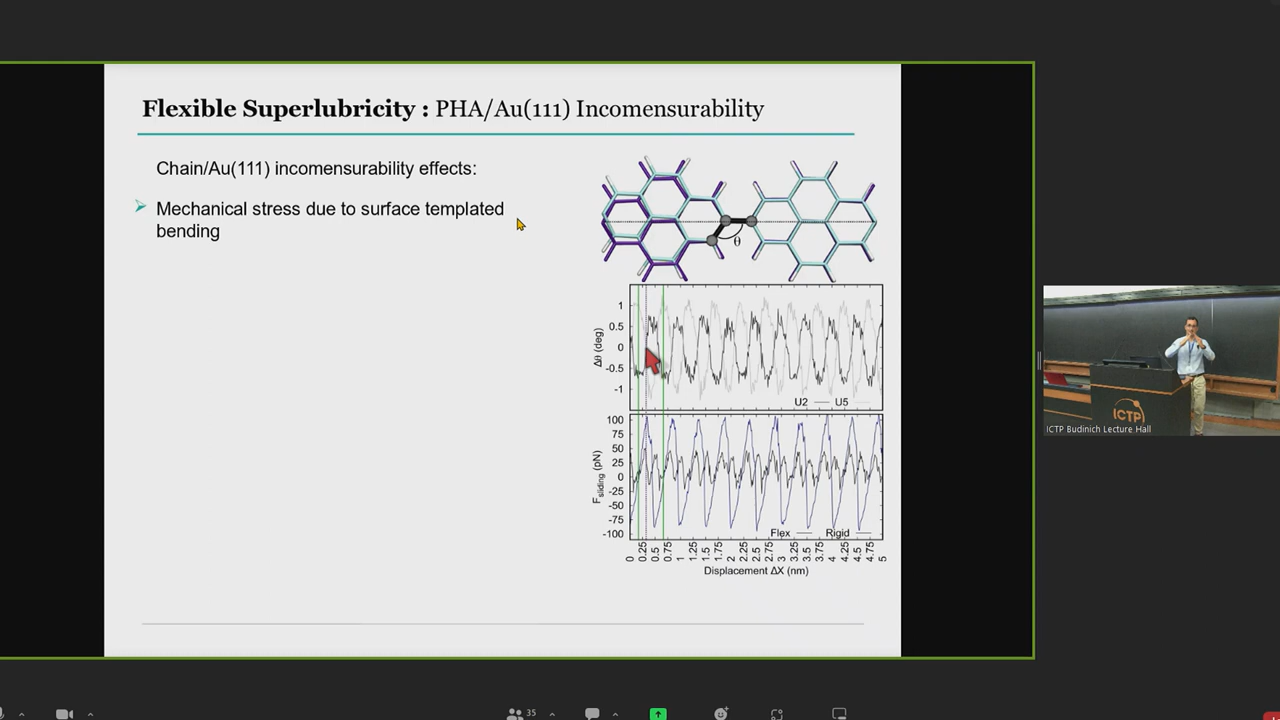 Flexible Superlubricity : PHA/Au(111) Incomensurability
Chain/Au(111) incomensurability effects:
Mechanical stress due to surface templated
bending
θ
Δθ (deg)
1
0.5
0
-0.5
-1
U2 U5
F sliding (pN)
100
75
50
25
0
-25
-50
-75
-100
Flex Rigid
0 0.25 0.5 0.75 1 1.25 1.5 1.75 2 2.25 2.5 2.75 3 3.25 3.5 3.75 4 4.25 4.5 4.75 5
Displacement ΔX (nm)
ICTP
ICTP Budinich Lecture Hall
35